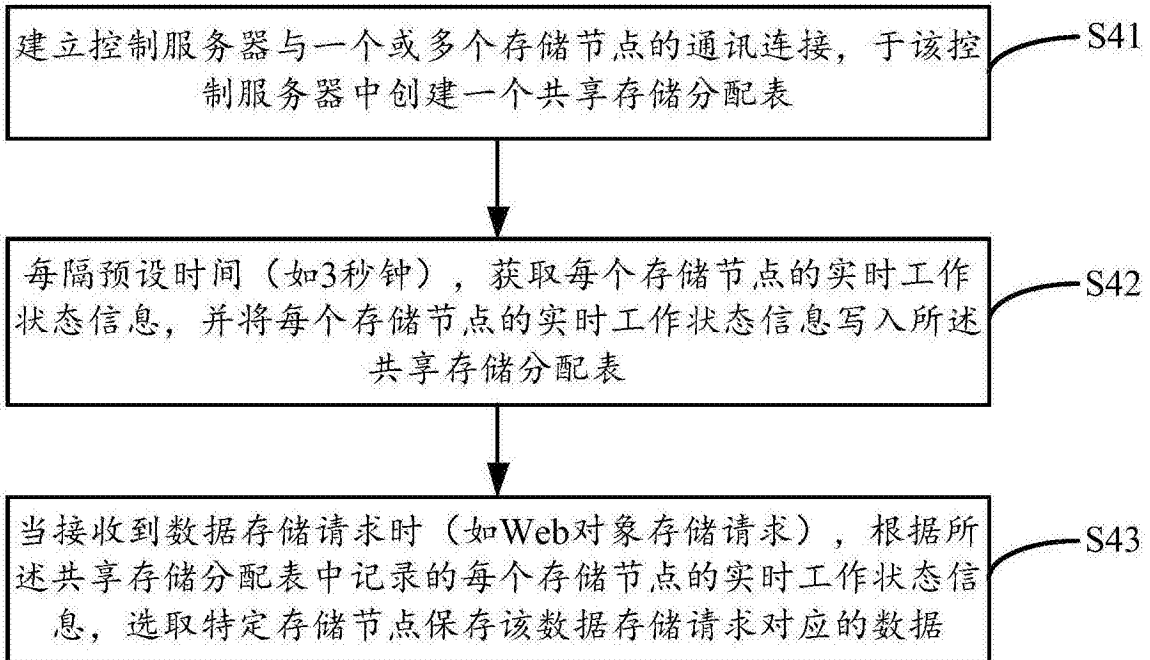 建立控制服务器与一个或多个存储节点的通讯连接，于该控
制服务器中创建一个共享存储分配表
S41
每隔预设时间（如3秒钟），获取每个存储节点的实时工作
状态信息，并将每个存储节点的实时工作状态信息写入所述
共享存储分配表
S42
当接收到数据存储请求时（如Web对象存储请求），根据所
述共享存储分配表中记录的每个存储节点的实时工作状态信
息，选取特定存储节点保存该数据存储请求对应的数据
S43